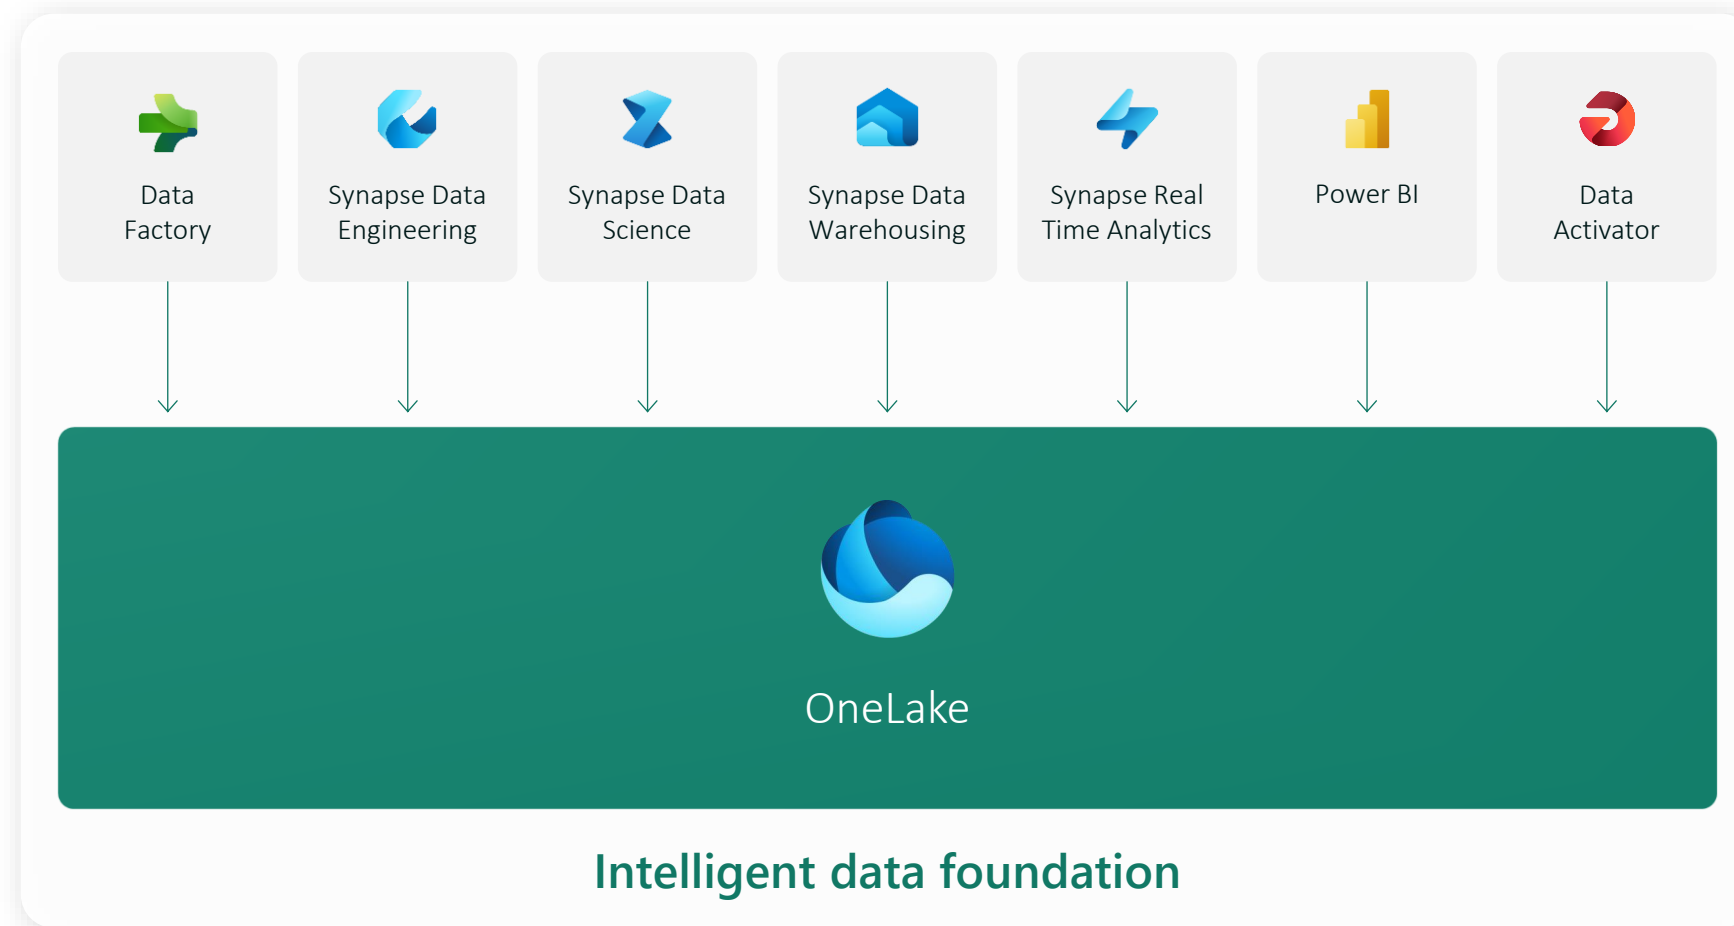 Data
Factory
Synapse Data
Engineering
Synapse Data
Science
Synapse Data
Warehousing
Synapse Real
Time Analytics
Power BI
Data
Activator
OneLake
Intelligent data foundation